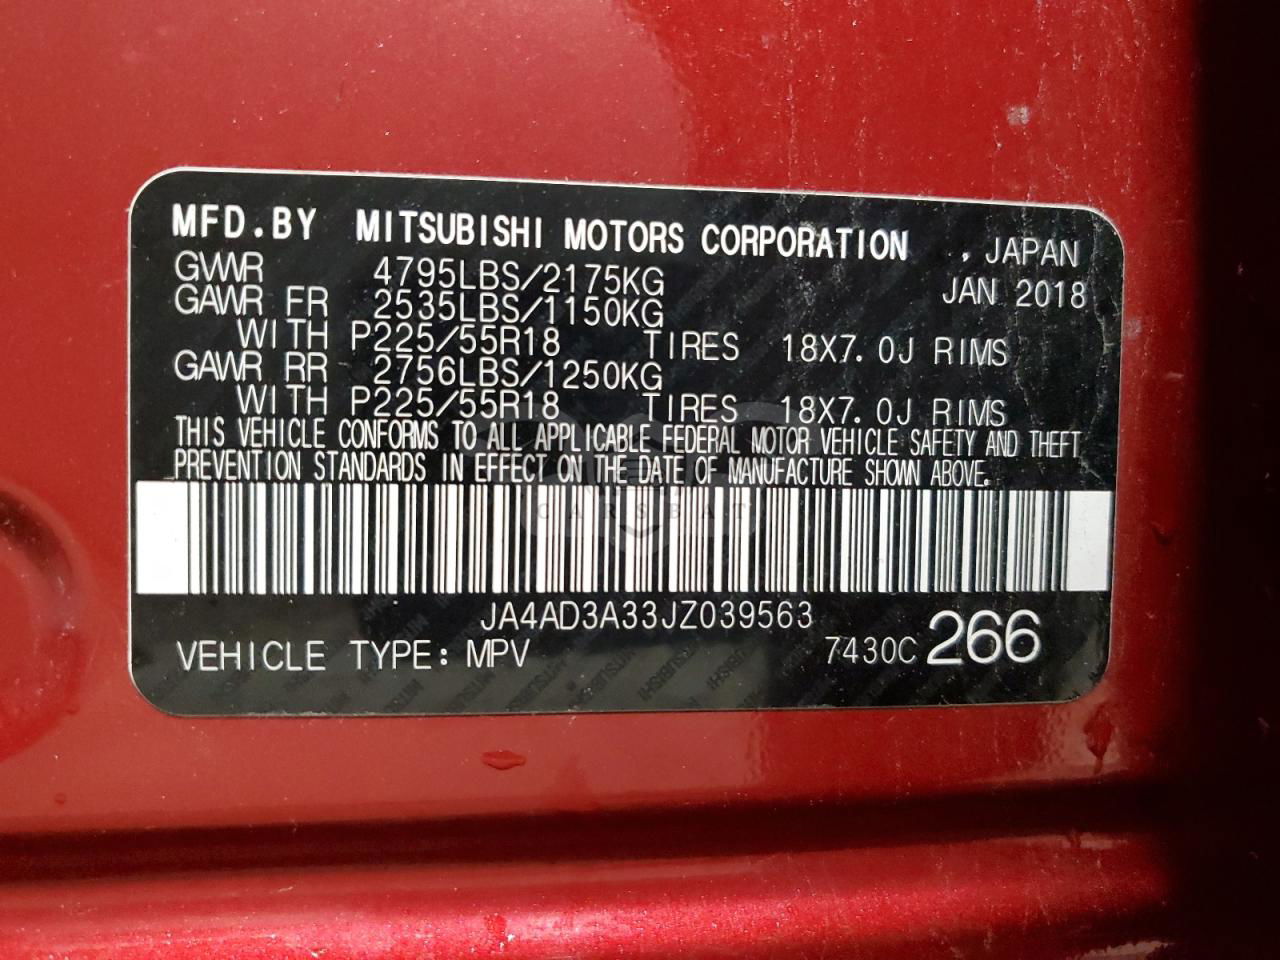 MFD.BY MITSUBISHI MOTORS CORPORATION , JAPAN
GVWR 4795LBS/2175KG JAN 2018
GAWR FR 2535LBS/1150KG
WITH P225/55R18 TIRES 18X7.0J RIMS
GAWR RR 2756LBS/1250KG
WITH P225/55R18 TIRES 18X7.0J RIMS
THIS VEHICLE CONFORMS TO ALL APPLICABLE FEDERAL MOTOR VEHICLE SAFETY AND THEFT
PREVENTION STANDARDS IN EFFECT ON THE DATE OF MANUFACTURE SHOWN ABOVE.
CARSBAT
JA4AD3A33JZ039563
VEHICLE TYPE: MPV 7430C 266